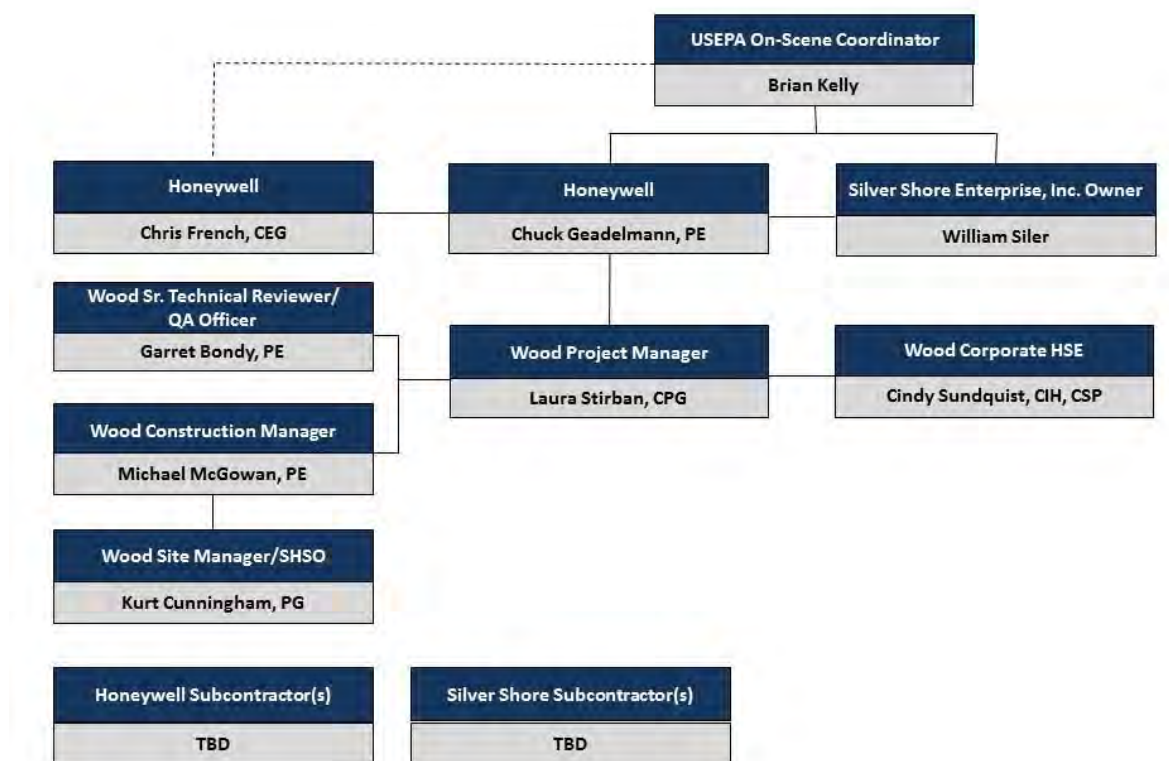 USEPA On-Scene Coordinator
Brian Kelly
Honeywell
Chris French, CEG
Honeywell
Chuck Geadelmann, PE
Silver Shore Enterprise, Inc. Owner
William Siler
Wood Sr. Technical Reviewer/
QA Officer
Garret Bondy, PE
Wood Project Manager
Laura Stirban, CPG
Wood Corporate HSE
Cindy Sundquist, CIH, CSP
Wood Construction Manager
Michael McGowan, PE
Wood Site Manager/SHSO
Kurt Cunningham, PG
Honeywell Subcontractor(s)
TBD
Silver Shore Subcontractor(s)
TBD